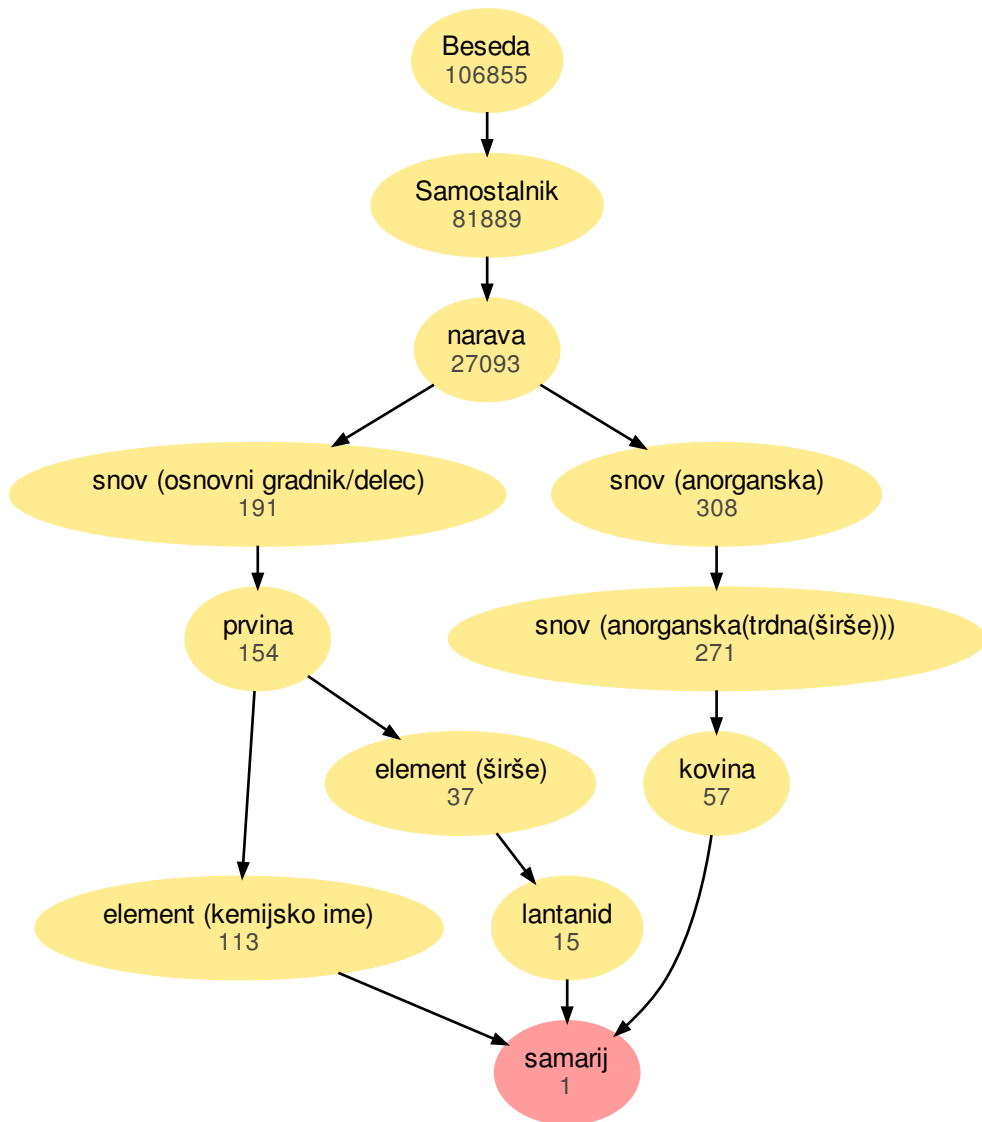 Beseda
106855
Samostalnik
81889
narava
27093
snov (osnovni gradnik/delec)
191
snov (anorganska)
308
prvina
154
snov (anorganska(trdna(širše)))
271
element (širše)
37
kovina
57
element (kemijsko ime)
113
lantanid
15
samarij
1